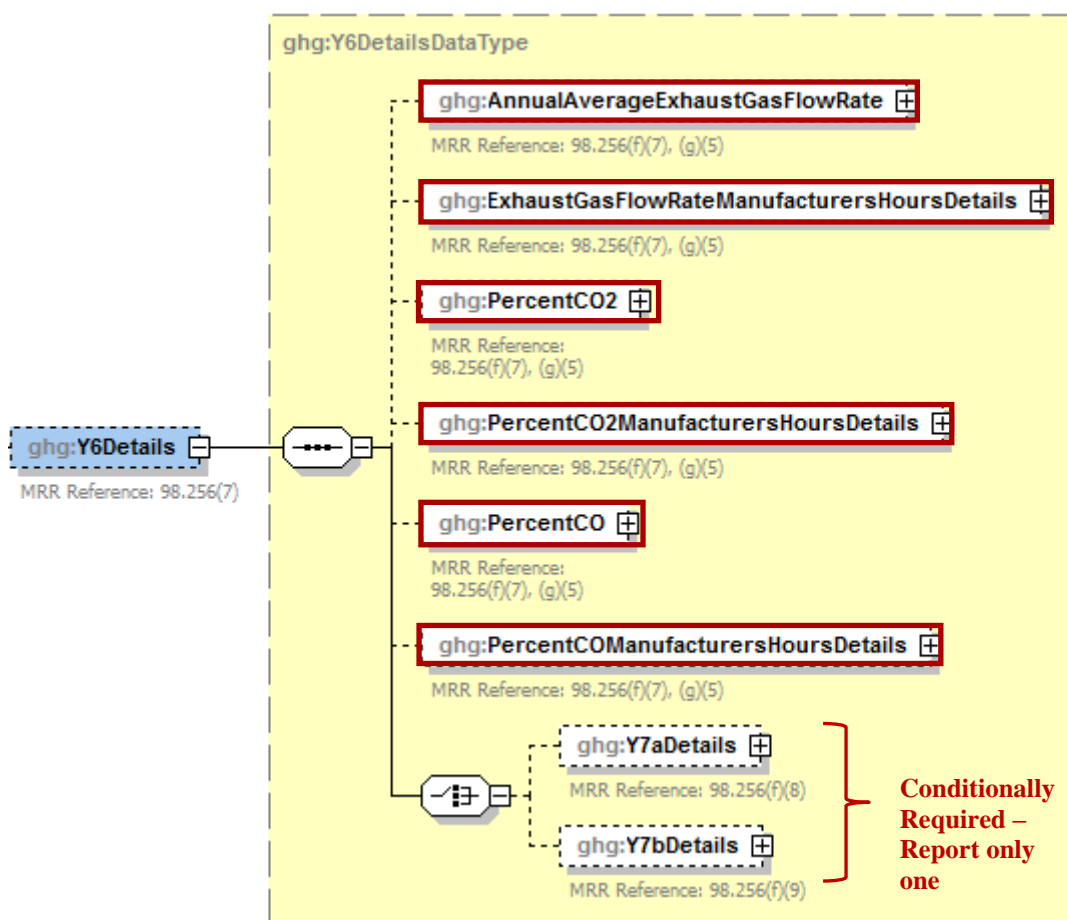 ghg:Y6DetailsDataType
ghg:AnnualAverageExhaustGasFlowRate
MRR Reference: 98.256(f)(7), (g)(5)
ghg:ExhaustGasFlowRateManufacturersHoursDetails
MRR Reference: 98.256(f)(7), (g)(5)
ghg:PercentCO2
MRR Reference:
98.256(f)(7), (g)(5)
ghg:PercentCO2ManufacturersHoursDetails
MRR Reference: 98.256(f)(7), (g)(5)
ghg:Y6Details
MRR Reference: 98.256(7)
ghg:PercentCO
MRR Reference:
98.256(f)(7), (g)(5)
ghg:PercentCOManufacturersHoursDetails
MRR Reference: 98.256(f)(7), (g)(5)
ghg:Y7aDetails
MRR Reference: 98.256(f)(8)
ghg:Y7bDetails
MRR Reference: 98.256(f)(9)
Conditionally
Required –
Report only
one